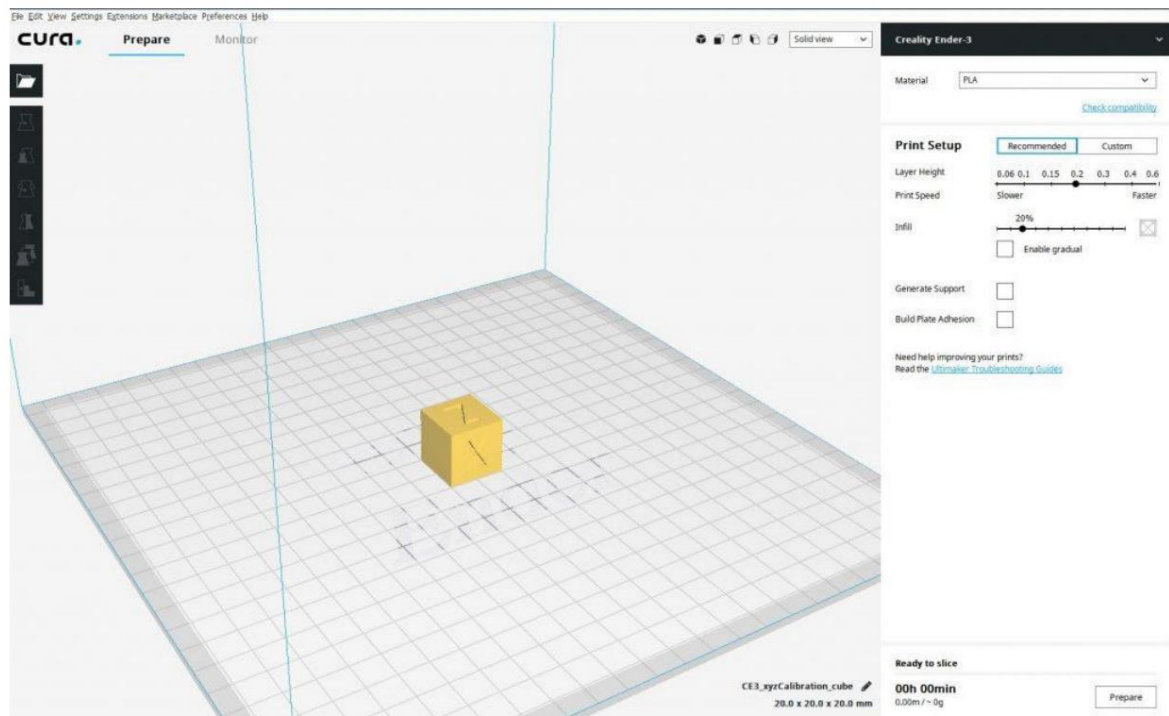 File Edit View Settings Extensions Marketplace Preferences Help
cura.
Prepare Monitor
Solid view
Creality Ender-3
Material PLA
Check compatibility
Print Setup Recommended Custom
Layer Height 0.06 0.1 0.15 0.2 0.3 0.4 0.6
Print Speed Slower Faster
20%
Infill
Enable gradual
Generate Support
Build Plate Adhesion
Need help improving your prints?
Read the Ultimaker Troubleshooting Guides
CE3_xyzCalibration_cube
20.0 x 20.0 x 20.0 mm
Ready to slice
00h 00min
0.00m / ~ 0g
Prepare